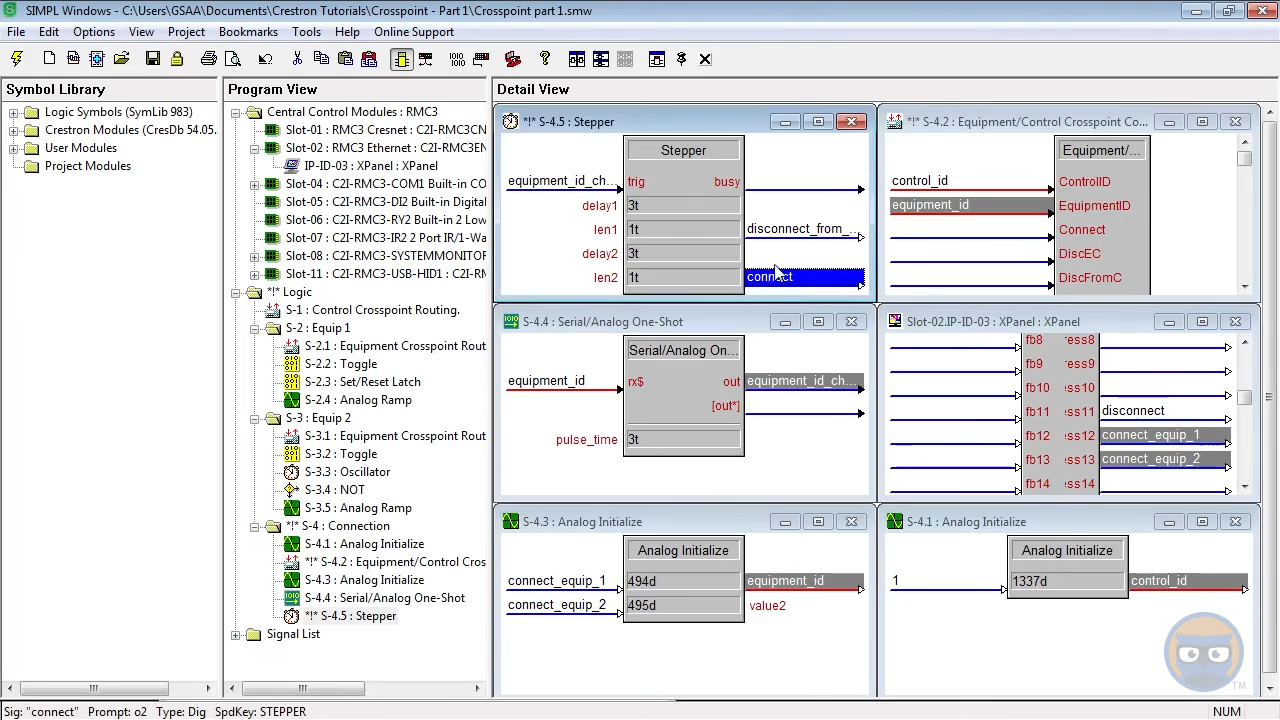 SIMPL Windows - C:\Users\GSAA\Documents\Crestron Tutorials\Crosspoint - Part 1\Crosspoint part 1.smw
File Edit Options View Project Bookmarks Tools Help Online Support
Symbol Library
Logic Symbols (SymLib 983)
Crestron Modules (CresDb 54.05.
User Modules
Project Modules
Program View
Central Control Modules : RMC3
Slot-01 : RMC3 Cresnet : C2I-RMC3CN
Slot-02 : RMC3 Ethernet : C2I-RMC3EN
IP-ID-03 : XPanel : XPanel
Slot-04 : C2I-RMC3-COM1 Built-in CO
Slot-05 : C2I-RMC3-DI2 Built-in Digital
Slot-06 : C2I-RMC3-RY2 Built-in 2 Low
Slot-07 : C2I-RMC3-IR2 2 Port IR/1-Wa
Slot-08 : C2I-RMC3-SYSTEMMONITOR
Slot-11 : C2I-RMC3-USB-HID1 : C2I-RM
*!* Logic
S-1 : Control Crosspoint Routing.
S-2 : Equip 1
S-2.1 : Equipment Crosspoint Rout
S-2.2 : Toggle
S-2.3 : Set/Reset Latch
S-2.4 : Analog Ramp
S-3 : Equip 2
S-3.1 : Equipment Crosspoint Rout
S-3.2 : Toggle
S-3.3 : Oscillator
S-3.4 : NOT
S-3.5 : Analog Ramp
*!* S-4 : Connection
S-4.1 : Analog Initialize
*!* S-4.2 : Equipment/Control Cros
S-4.3 : Analog Initialize
S-4.4 : Serial/Analog One-Shot
*!* S-4.5 : Stepper
Signal List
Detail View
*!* S-4.5 : Stepper
Stepper
equipment_id_ch... trig busy
delay1 3t
len1 1t disconnect_from_...
delay2 3t
len2 1t connect
*!* S-4.2 : Equipment/Control Crosspoint Co...
Equipment/...
control_id ControlID
equipment_id EquipmentID
Connect
DiscEC
DiscFromC
S-4.4 : Serial/Analog One-Shot
Serial/Analog On...
equipment_id rx$ out equipment_id_ch...
[out*]
pulse_time 3t
Slot-02.IP-ID-03 : XPanel : XPanel
fb8 ess8
fb9 ess9
fb10 ess10
fb11 ess11 disconnect
fb12 ess12 connect_equip_1
fb13 ess13 connect_equip_2
fb14 ess14
S-4.3 : Analog Initialize
Analog Initialize
connect_equip_1 494d equipment_id
connect_equip_2 495d value2
S-4.1 : Analog Initialize
Analog Initialize
1 1337d control_id
TM
Sig: "connect" Prompt: o2 Type: Dig SpdKey: STEPPER
NUM